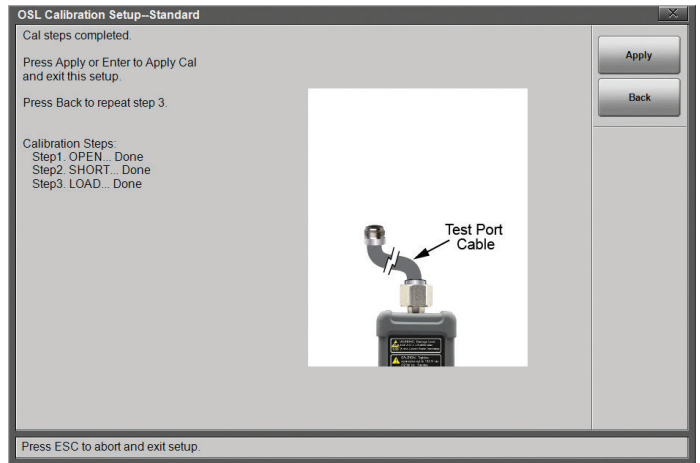 OSL Calibration Setup--Standard
Cal steps completed.
Press Apply or Enter to Apply Cal
and exit this setup.
Press Back to repeat step 3.
Calibration Steps:
Step1. OPEN... Done
Step2. SHORT... Done
Step3. LOAD... Done
Test Port
Cable
Apply
Back
Press ESC to abort and exit setup.